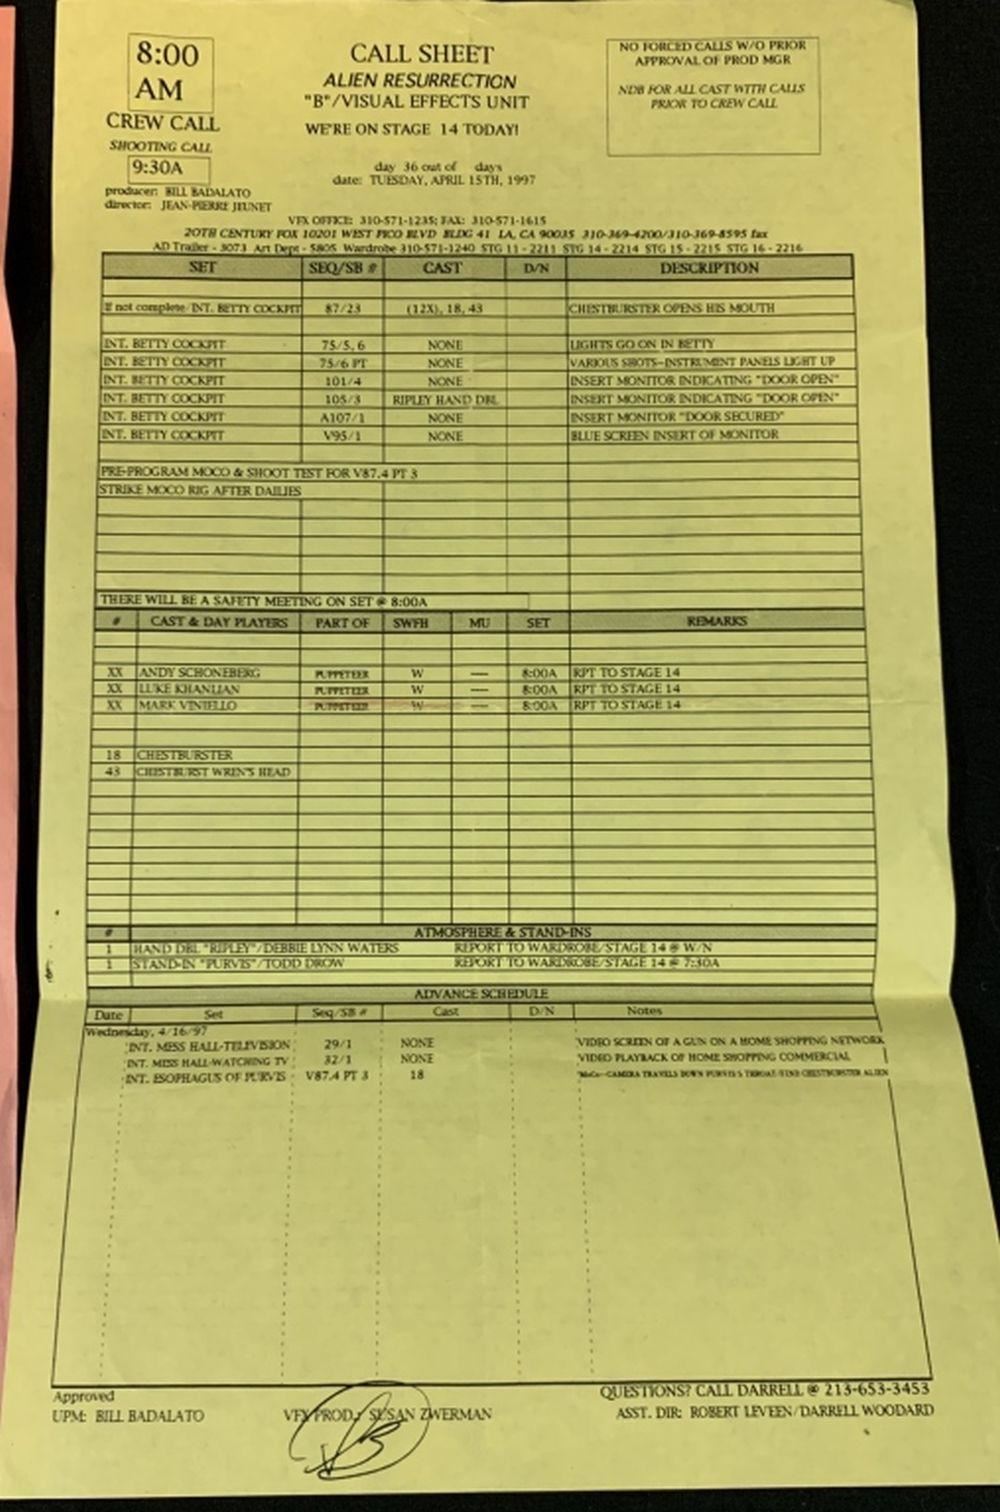 8:00
AM
CREW CALL
SHOOTING CALL
9:30A
producer: BILL BADALATO
director: JEAN-PIERRE JEUNET
CALL SHEET
ALIEN RESURRECTION
"B"/VISUAL EFFECTS UNIT
WE'RE ON STAGE 14 TODAY!
day 36 out of days
date: TUESDAY, APRIL 15TH, 1997
NO FORCED CALLS W/O PRIOR
APPROVAL OF PROD MGR
NDB FOR ALL CAST WITH CALLS
PRIOR TO CREW CALL
VFX OFFICE: 310-571-1235; FAX: 310-571-1615
20TH CENTURY FOX 10201 WEST PICO BLVD BLDG 41 LA, CA 90035 310-369-4200/310-369-8595 fax
AD Trailer - 3073 Art Dept - 5805 Wardrobe 310-571-1240 STG 11 - 2211 STG 14 - 2214 STG 15 - 2215 STG 16 - 2216
SET SEQ/SB # CAST D/N DESCRIPTION
If not complete/INT. BETTY COCKPIT 87/23 (12X), 18, 43 CHESTBURSTER OPENS HIS MOUTH
INT. BETTY COCKPIT 75/5, 6 NONE LIGHTS GO ON IN BETTY
INT. BETTY COCKPIT 75/6 PT NONE VARIOUS SHOTS--INSTRUMENT PANELS LIGHT UP
INT. BETTY COCKPIT 101/4 NONE INSERT MONITOR INDICATING "DOOR OPEN"
INT. BETTY COCKPIT 105/3 RIPLEY HAND DBL INSERT MONITOR INDICATING "DOOR OPEN"
INT. BETTY COCKPIT A107/1 NONE INSERT MONITOR "DOOR SECURED"
INT. BETTY COCKPIT V95/1 NONE BLUE SCREEN INSERT OF MONITOR
PRE-PROGRAM MOCO & SHOOT TEST FOR V87.4 PT 3
STRIKE MOCO RIG AFTER DAILIES
THERE WILL BE A SAFETY MEETING ON SET @ 8:00A
# CAST & DAY PLAYERS PART OF SWFH MU SET REMARKS
XX ANDY SCHONEBERG PUPPETEER W --- 8:00A RPT TO STAGE 14
XX LUKE KHANLIAN PUPPETEER W --- 8:00A RPT TO STAGE 14
XX MARK VINIELLO PUPPETEER W --- 8:00A RPT TO STAGE 14
18 CHESTBURSTER
43 CHESTBURST WREN'S HEAD
# ATMOSPHERE & STAND-INS
1 HAND DBL "RIPLEY"/DEBBIE LYNN WATERS REPORT TO WARDROBE/STAGE 14 @ W/N
1 STAND-IN "PURVIS"/TODD DROW REPORT TO WARDROBE/STAGE 14 @ 7:30A
ADVANCE SCHEDULE
Date Set Seq/SB # Cast D/N Notes
Wednesday, 4/16/97
INT. MESS HALL-TELEVISION 29/1 NONE VIDEO SCREEN OF A GUN ON A HOME SHOPPING NETWORK
INT. MESS HALL-WATCHING TV 32/1 NONE VIDEO PLAYBACK OF HOME SHOPPING COMMERCIAL
INT. ESOPHAGUS OF PURVIS V87.4 PT 3 18 MoCo--CAMERA TRAVELS DOWN PURVIS'S THROAT/FIND CHESTBURSTER ALIEN
Approved
UPM: BILL BADALATO VFX PROD.: SUSAN ZWERMAN
QUESTIONS? CALL DARRELL @ 213-653-3453
ASST. DIR: ROBERT LEVEEN/DARRELL WOODARD